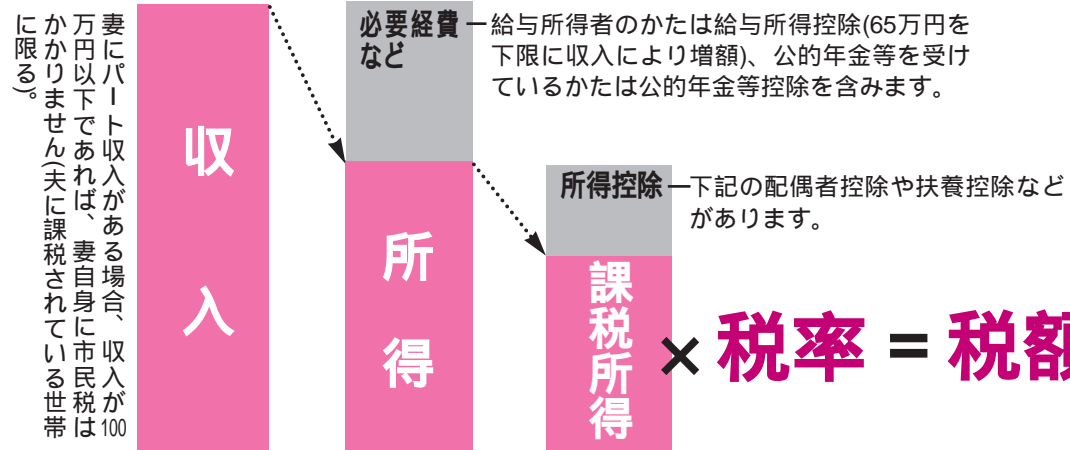 妻にパート収入がある場合、収入が100
万円以下であれば、妻自身に市民税は
かかりません(夫に課税されている世帯
に限る)。
収入
必要経費
など
給与所得者のかたは給与所得控除(65万円を
下限に収入により増額)、公的年金等を受け
ているかたは公的年金等控除を含みます。
所得
所得控除
下記の配偶者控除や扶養控除など
があります。
課税所得
×税率=税額